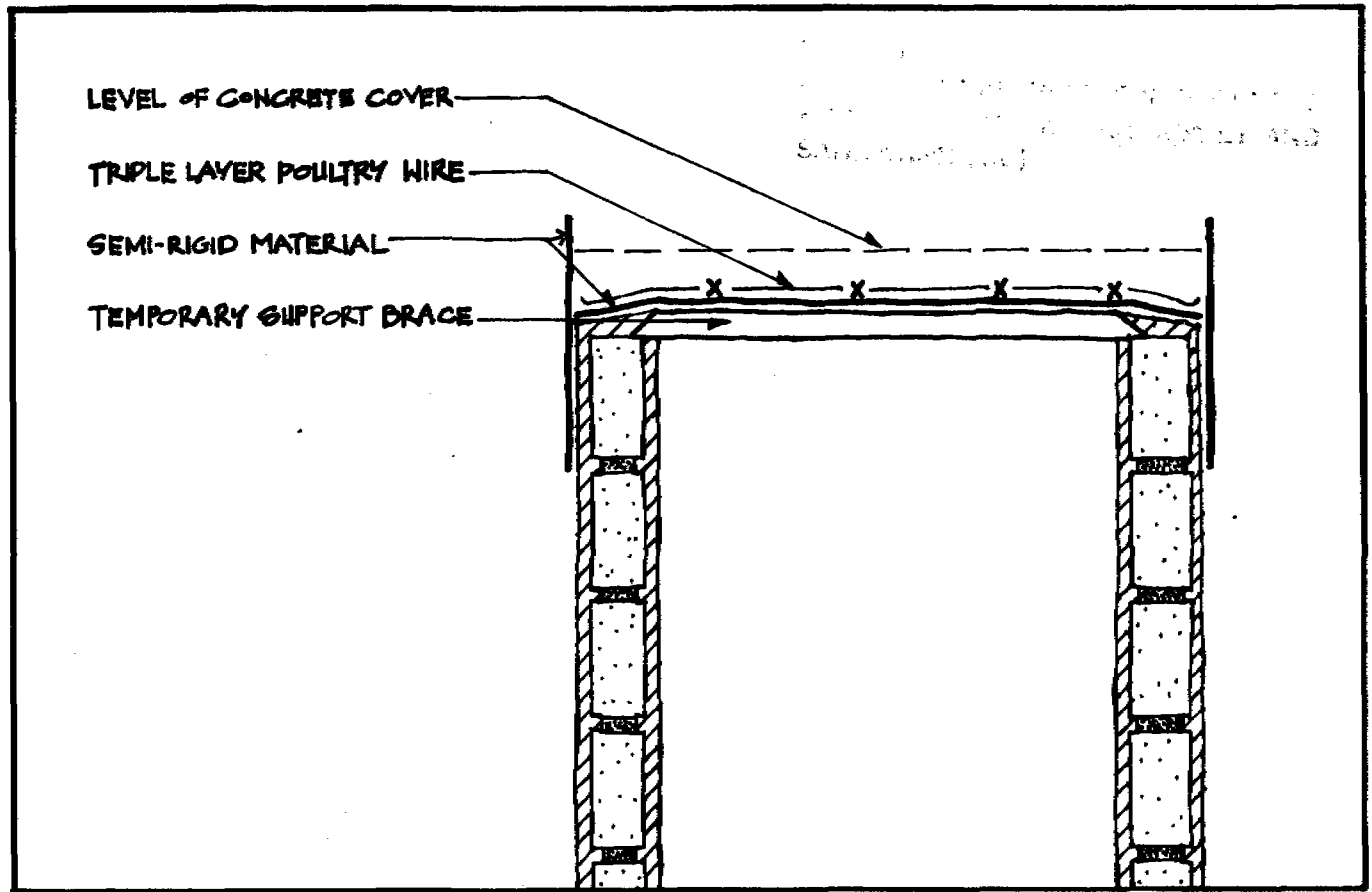 LEVEL OF CONCRETE COVER
TRIPLE LAYER POULTRY WIRE
SEMI-RIGID MATERIAL
TEMPORARY SUPPORT BRACE
X X X X